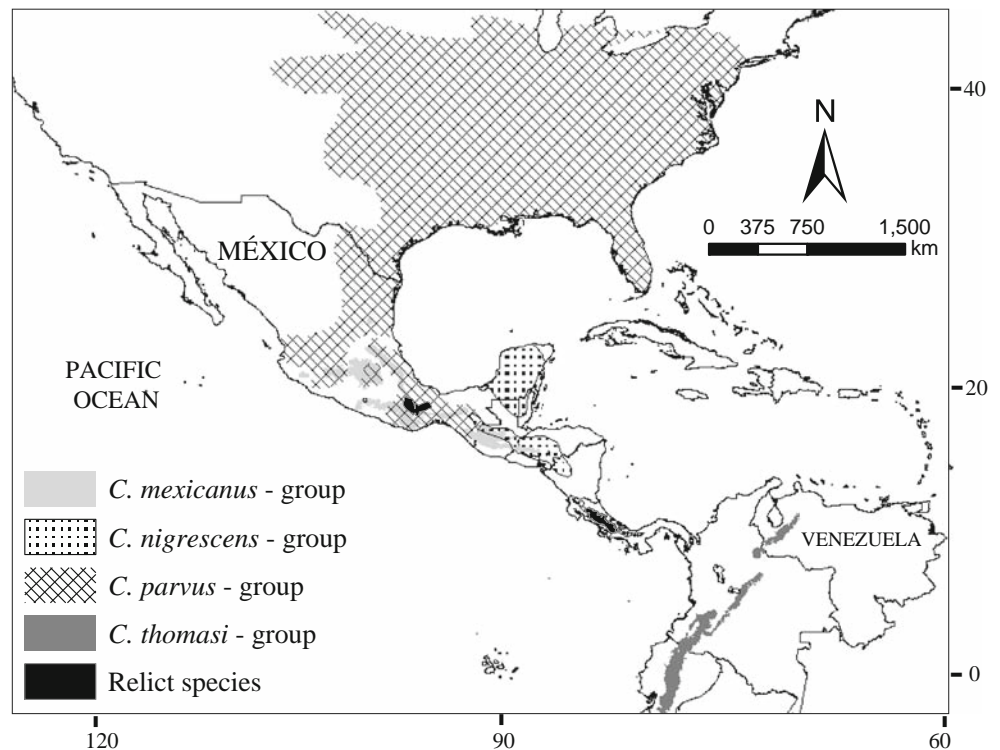 40
N
0 375 750 1,500
km
MÉXICO
PACIFIC
OCEAN
20
C. mexicanus - group
C. nigrescens - group
VENEZUELA
C. parvus - group
C. thomasi - group
Relict species
0
120 90 60